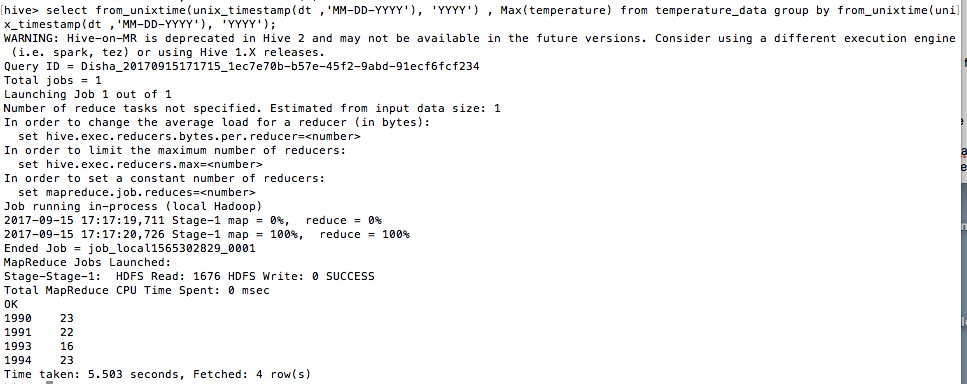 hive> select from_unixtime(unix_timestamp(dt ,'MM-DD-YYYY'), 'YYYY') , Max(temperature) from temperature_data group by from_unixtime(uni
x_timestamp(dt ,'MM-DD-YYYY'), 'YYYY');
WARNING: Hive-on-MR is deprecated in Hive 2 and may not be available in the future versions. Consider using a different execution engine
(i.e. spark, tez) or using Hive 1.X releases.
Query ID = Disha_20170915171715_1ec7e70b-b57e-45f2-9abd-91ecf6fcf234
Total jobs = 1
Launching Job 1 out of 1
Number of reduce tasks not specified. Estimated from input data size: 1
In order to change the average load for a reducer (in bytes):
  set hive.exec.reducers.bytes.per.reducer=<number>
In order to limit the maximum number of reducers:
  set hive.exec.reducers.max=<number>
In order to set a constant number of reducers:
  set mapreduce.job.reduces=<number>
Job running in-process (local Hadoop)
2017-09-15 17:17:19,711 Stage-1 map = 0%,  reduce = 0%
2017-09-15 17:17:20,726 Stage-1 map = 100%,  reduce = 100%
Ended Job = job_local1565302829_0001
MapReduce Jobs Launched:
Stage-Stage-1:  HDFS Read: 1676 HDFS Write: 0 SUCCESS
Total MapReduce CPU Time Spent: 0 msec
OK
1990    23
1991    22
1993    16
1994    23
Time taken: 5.503 seconds, Fetched: 4 row(s)